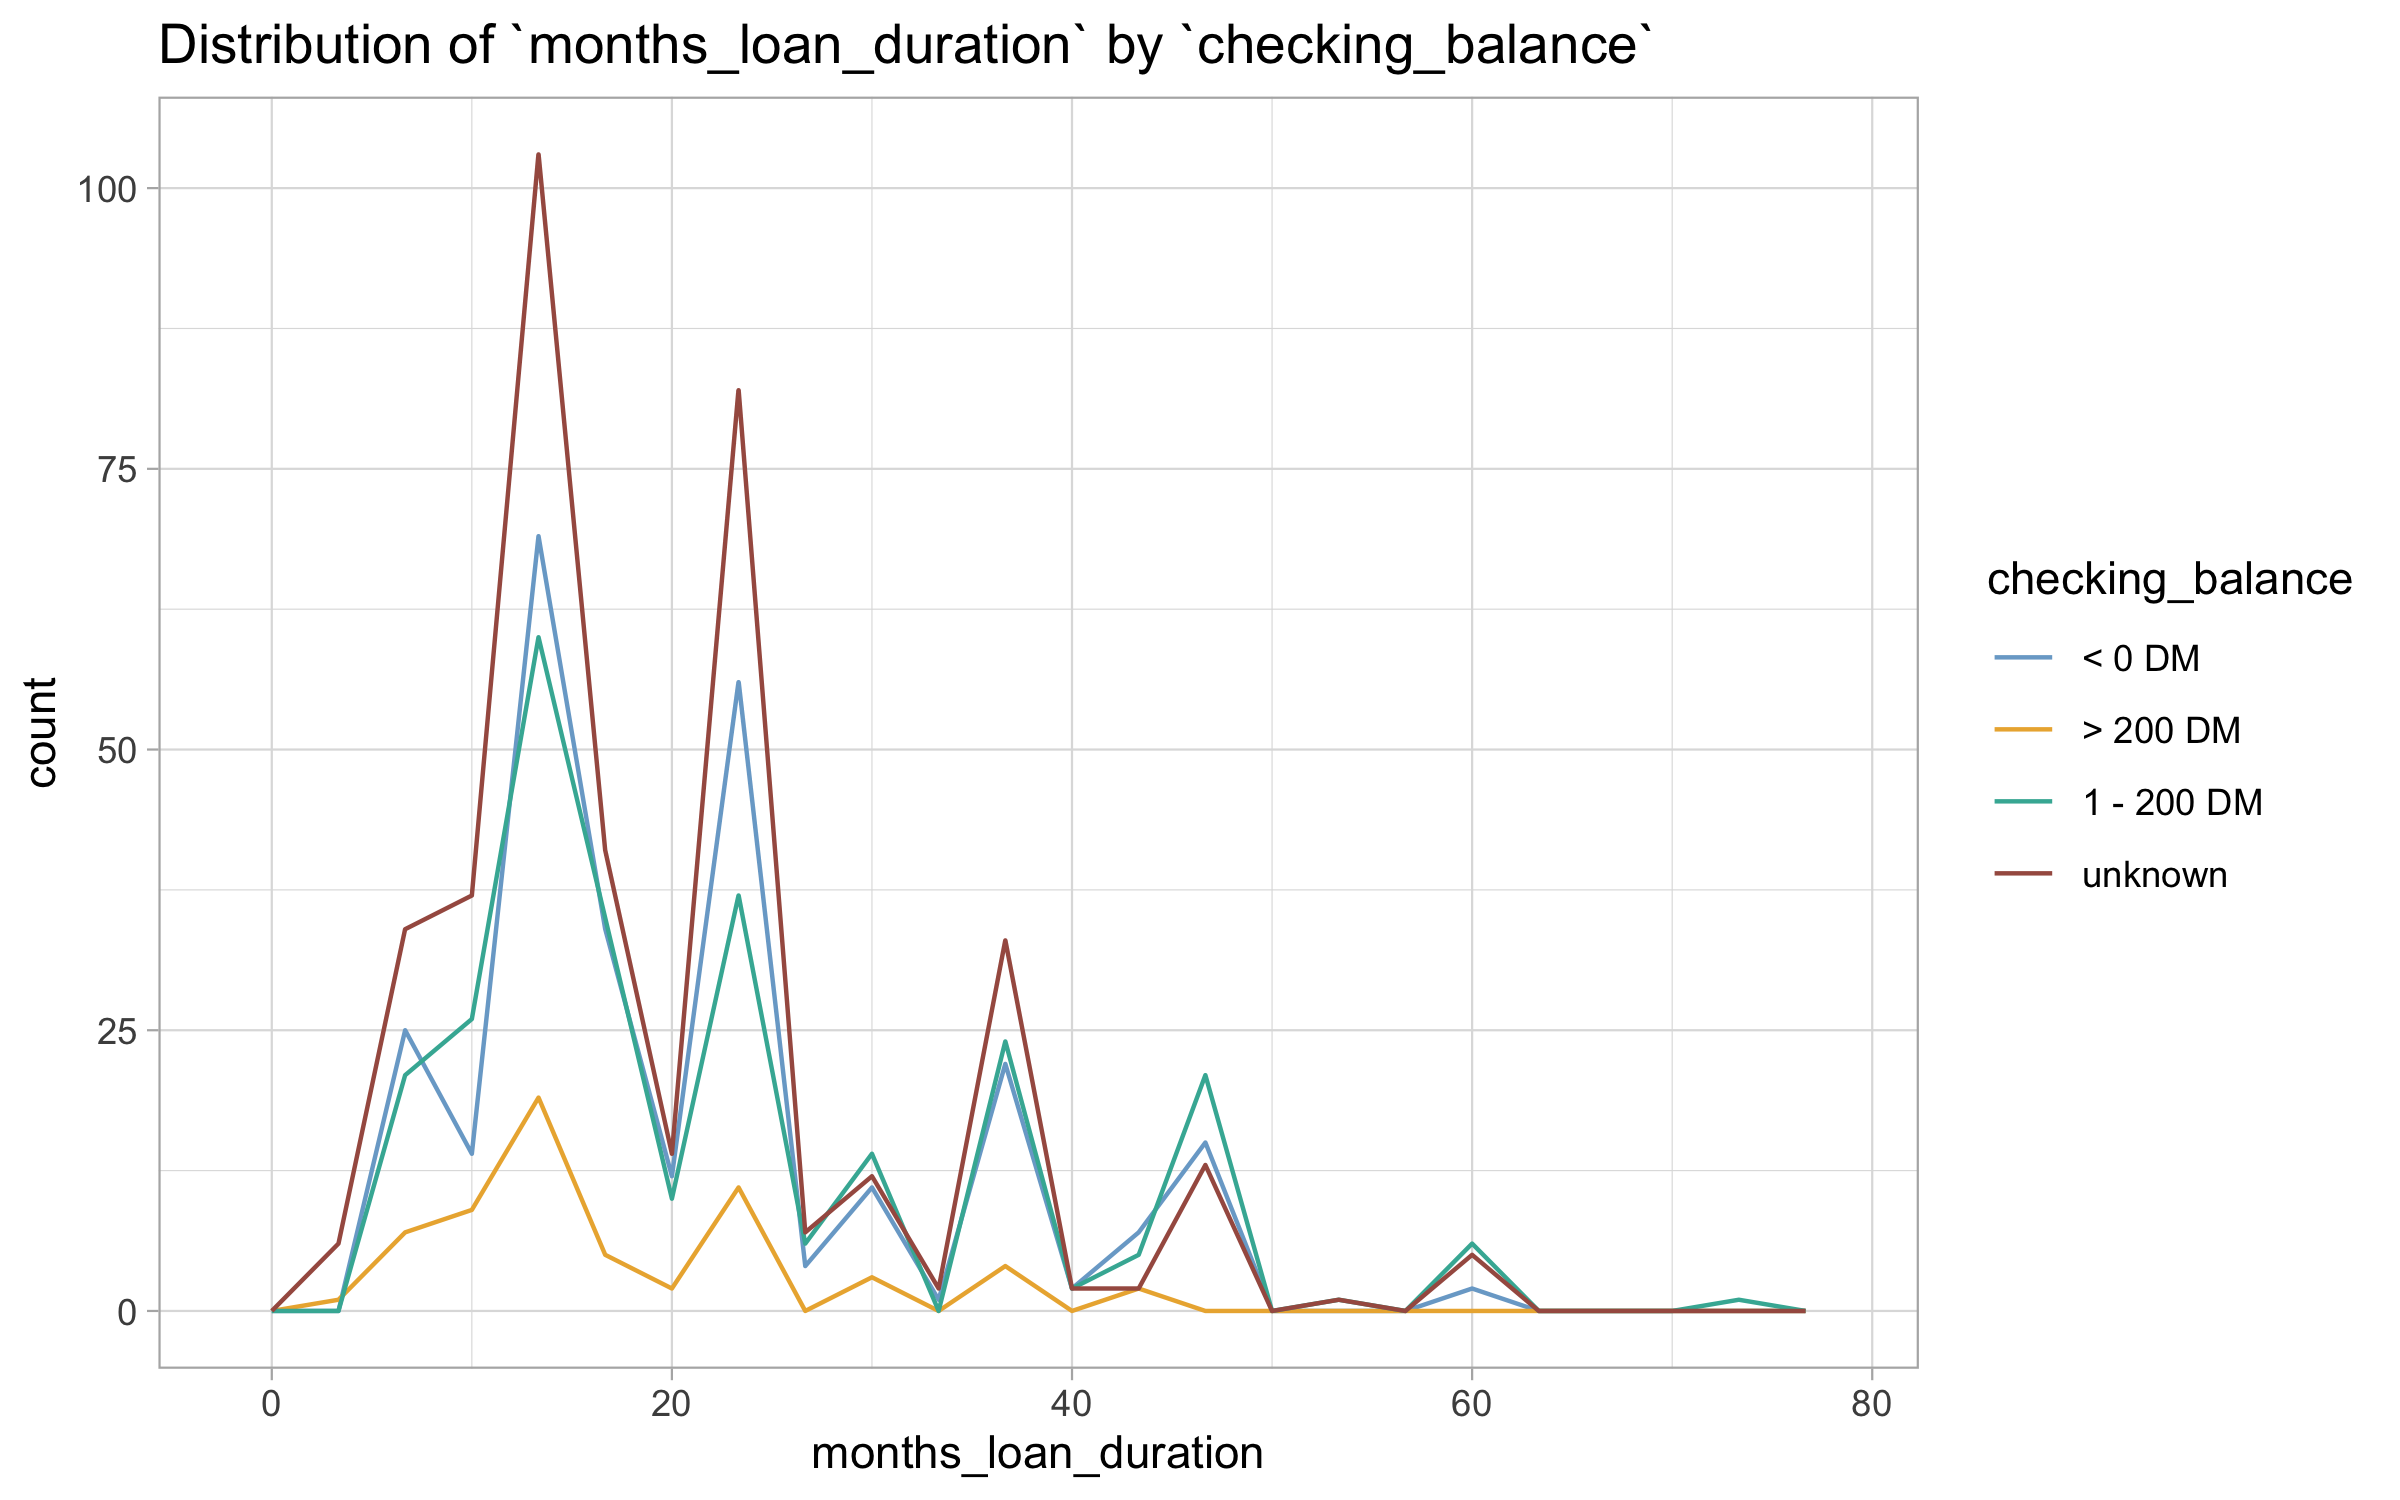 Distribution of `months_loan_duration` by `checking_balance`
100
75
50
25
0
count
0 20 40 60 80
months_loan_duration
checking_balance
< 0 DM
> 200 DM
1 - 200 DM
unknown